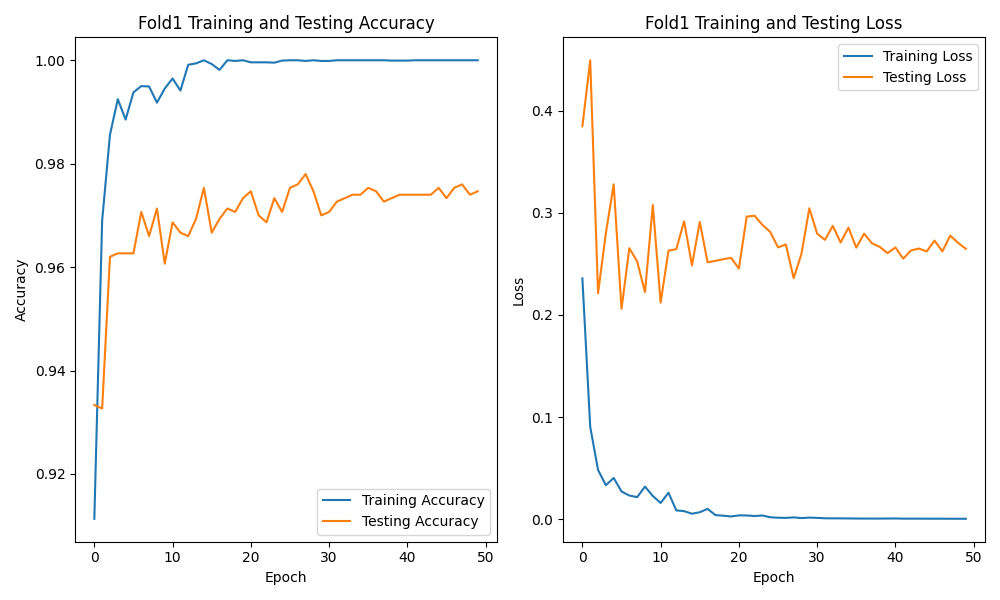 Fold1 Training and Testing Accuracy
1.00
0.98
0.96
0.94
0.92
Accuracy
0 10 20 30 40 50
Epoch
Training Accuracy
Testing Accuracy
Fold1 Training and Testing Loss
0.4
0.3
0.2
0.1
0.0
Loss
0 10 20 30 40 50
Epoch
Training Loss
Testing Loss